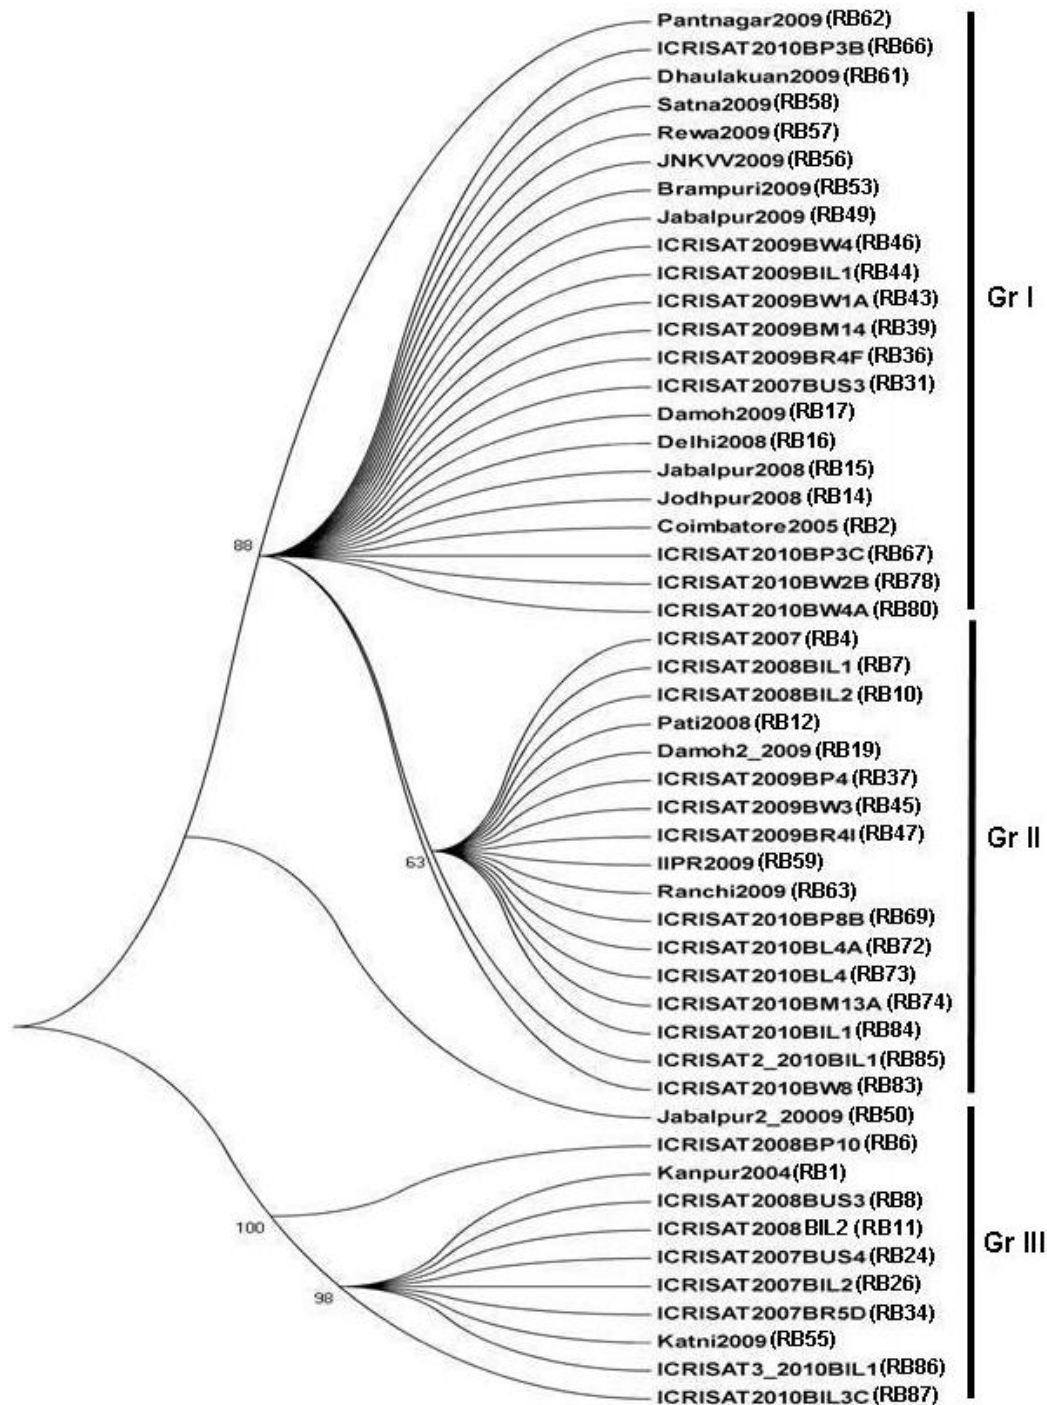 Pantnagar2009 (RB62)
ICRISAT2010BP3B (RB66)
Dhaulakuan2009 (RB61)
Satna2009 (RB58)
Rewa2009 (RB57)
JNKVV2009 (RB56)
Brampuri2009 (RB53)
Jabalpur2009 (RB49)
ICRISAT2009BW4 (RB46)
ICRISAT2009BIL1 (RB44)
ICRISAT2009BW1A (RB43)
Gr I
ICRISAT2009BM14 (RB39)
ICRISAT2009BR4F (RB36)
ICRISAT2007BUS3 (RB31)
Damoh2009 (RB17)
Delhi2008 (RB16)
Jabalpur2008 (RB15)
Jodhpur2008 (RB14)
Coimbatore2005 (RB2)
88
ICRISAT2010BP3C (RB67)
ICRISAT2010BW2B (RB78)
ICRISAT2010BW4A (RB80)
ICRISAT2007 (RB4)
ICRISAT2008BIL1 (RB7)
ICRISAT2008BIL2 (RB10)
Pati2008 (RB12)
Damoh2_2009 (RB19)
ICRISAT2009BP4 (RB37)
ICRISAT2009BW3 (RB45)
ICRISAT2009BR4I (RB47)
Gr II
63
IIPR2009 (RB59)
Ranchi2009 (RB63)
ICRISAT2010BP8B (RB69)
ICRISAT2010BL4A (RB72)
ICRISAT2010BL4 (RB73)
ICRISAT2010BM13A (RB74)
ICRISAT2010BIL1 (RB84)
ICRISAT2_2010BIL1 (RB85)
ICRISAT2010BW8 (RB83)
Jabalpur2_20009 (RB50)
ICRISAT2008BP10 (RB6)
Kanpur2004 (RB1)
ICRISAT2008BUS3 (RB8)
100
ICRISAT2008BIL2 (RB11)
Gr III
ICRISAT2007BUS4 (RB24)
ICRISAT2007BIL2 (RB26)
98
ICRISAT2007BR5D (RB34)
Katni2009 (RB55)
ICRISAT3_2010BIL1 (RB86)
ICRISAT2010BIL3C (RB87)